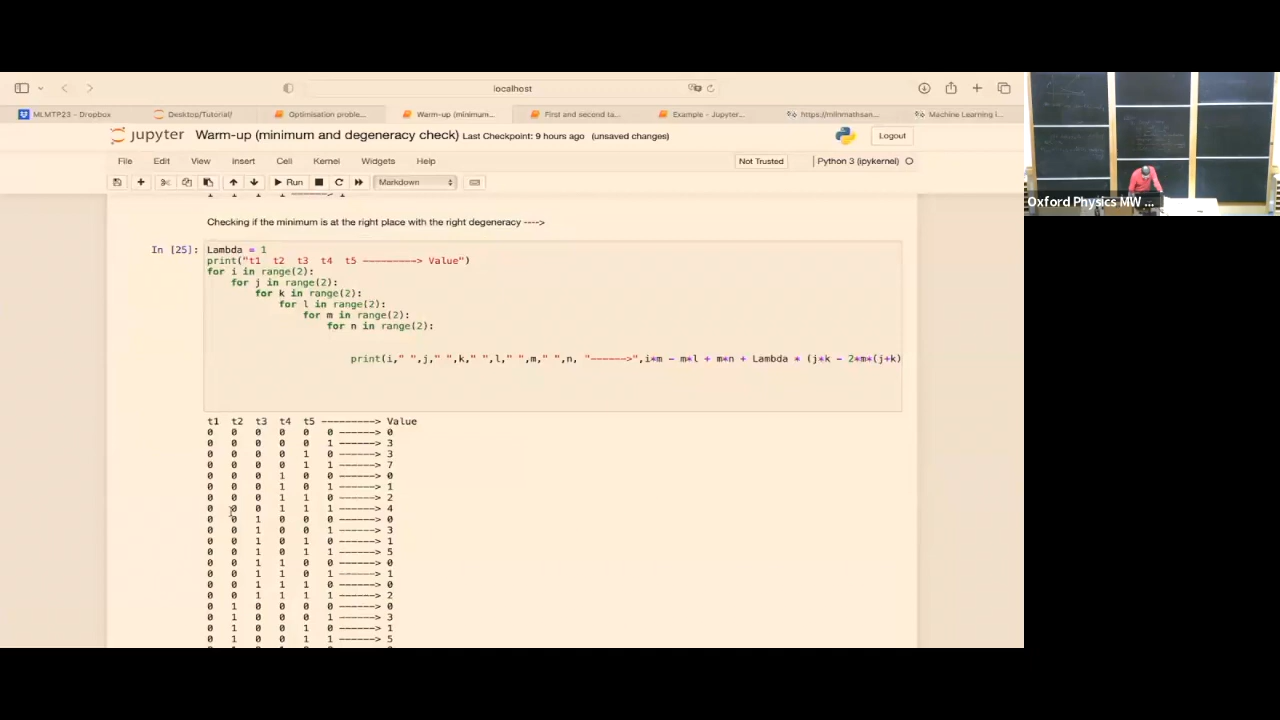 localhost
MLMTP23 - Dropbox
Desktop/Tutorial/
Optimisation proble...
Warm-up (minimum...
First and second ta...
Example - Jupyter...
Machine Learning i...
jupyter Warm-up (minimum and degeneracy check) Last Checkpoint: 9 hours ago (unsaved changes)
Logout
File Edit View Insert Cell Kernel Widgets Help
Not Trusted
Python 3 (ipykernel)
Run
Markdown
Oxford Physics MW ...
Checking if the minimum is at the right place with the right degeneracy ---->
In [25]: Lambda = 1
print("t1 t2 t3 t4 t5 ---------> Value")
for i in range(2):
for j in range(2):
for k in range(2):
for l in range(2):
for m in range(2):
for n in range(2):
print(i," ",j," ",k," ",l," ",m," ",n, "------>",i*m - m*l + m*n + Lambda * (j*k - 2*m*(j+k)
t1 t2 t3 t4 t5 ---------> Value
0 0 0 0 0 0 ------> 0
0 0 0 0 0 1 ------> 3
0 0 0 0 1 0 ------> 3
0 0 0 0 1 1 ------> 7
0 0 0 1 0 0 ------> 0
0 0 0 1 0 1 ------> 1
0 0 0 1 1 0 ------> 2
0 0 0 1 1 1 ------> 4
0 0 1 0 0 0 ------> 0
0 0 1 0 0 1 ------> 3
0 0 1 0 1 0 ------> 1
0 0 1 0 1 1 ------> 5
0 0 1 1 0 0 ------> 0
0 0 1 1 0 1 ------> 1
0 0 1 1 1 0 ------> 0
0 0 1 1 1 1 ------> 2
0 1 0 0 0 0 ------> 0
0 1 0 0 0 1 ------> 3
0 1 0 0 1 0 ------> 1
0 1 0 0 1 1 ------> 5